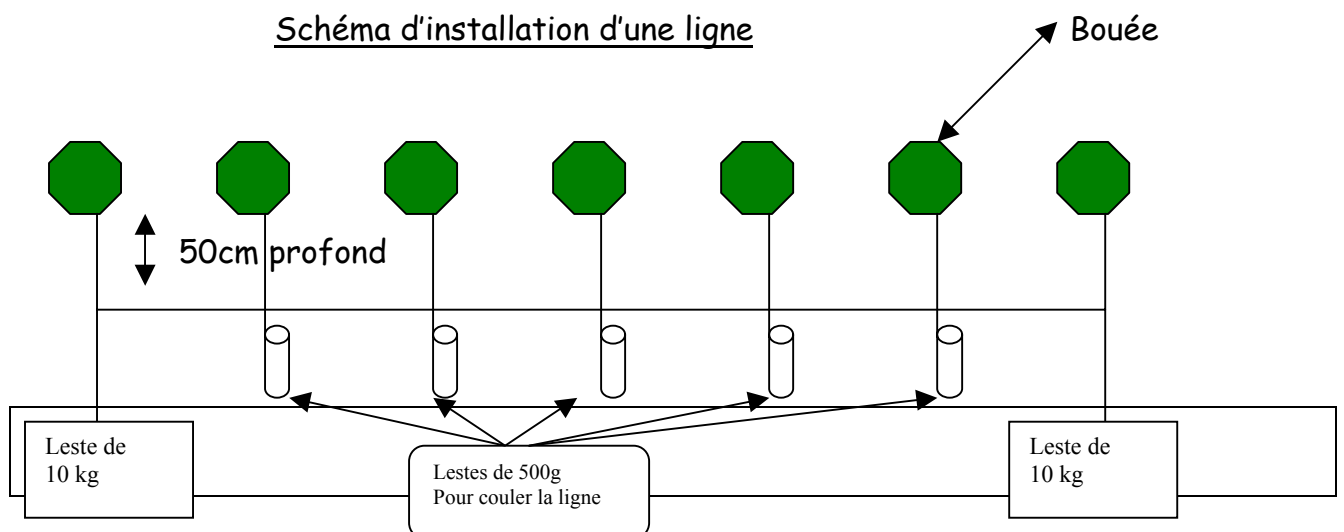 Schéma d'installation d'une ligne
Bouée
50cm profond
Leste de
10 kg
Lestes de 500g
Pour couler la ligne
Leste de
10 kg